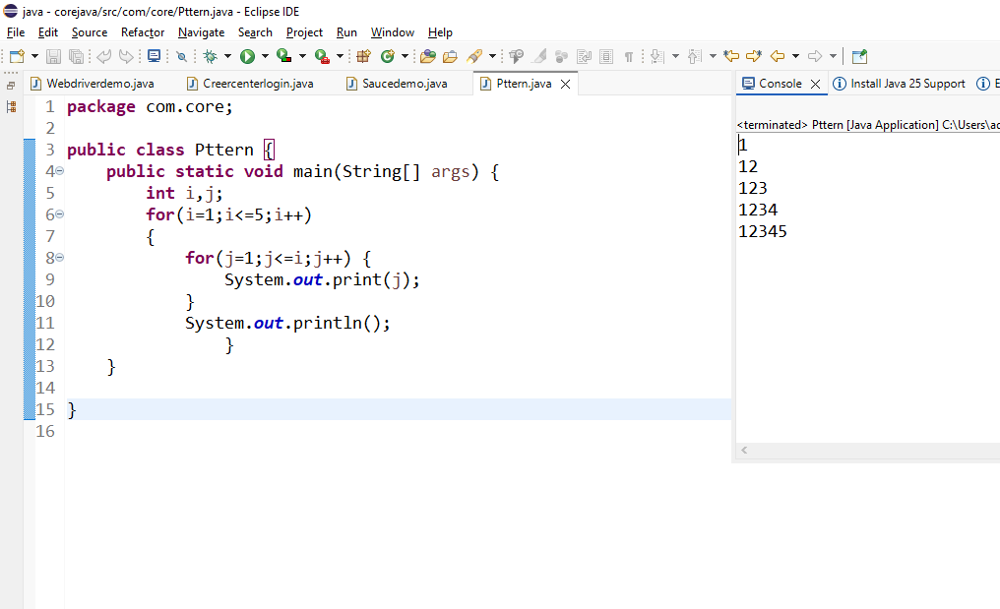 java - corejava/src/com/core/Pttern.java - Eclipse IDE
File Edit Source Refactor Navigate Search Project Run Window Help
Webdriverdemo.java Creercenterlogin.java Saucedemo.java Pttern.java
1 package com.core;
2
3 public class Pttern {
4 public static void main(String[] args) {
5 int i,j;
6 for(i=1;i<=5;i++)
7 {
8 for(j=1;j<=i;j++) {
9 System.out.print(j);
10 }
11 System.out.println();
12 }
13 }
14
15 }
16
Console Install Java 25 Support E
<terminated> Pttern [Java Application] C:\Users\ac
1
12
123
1234
12345